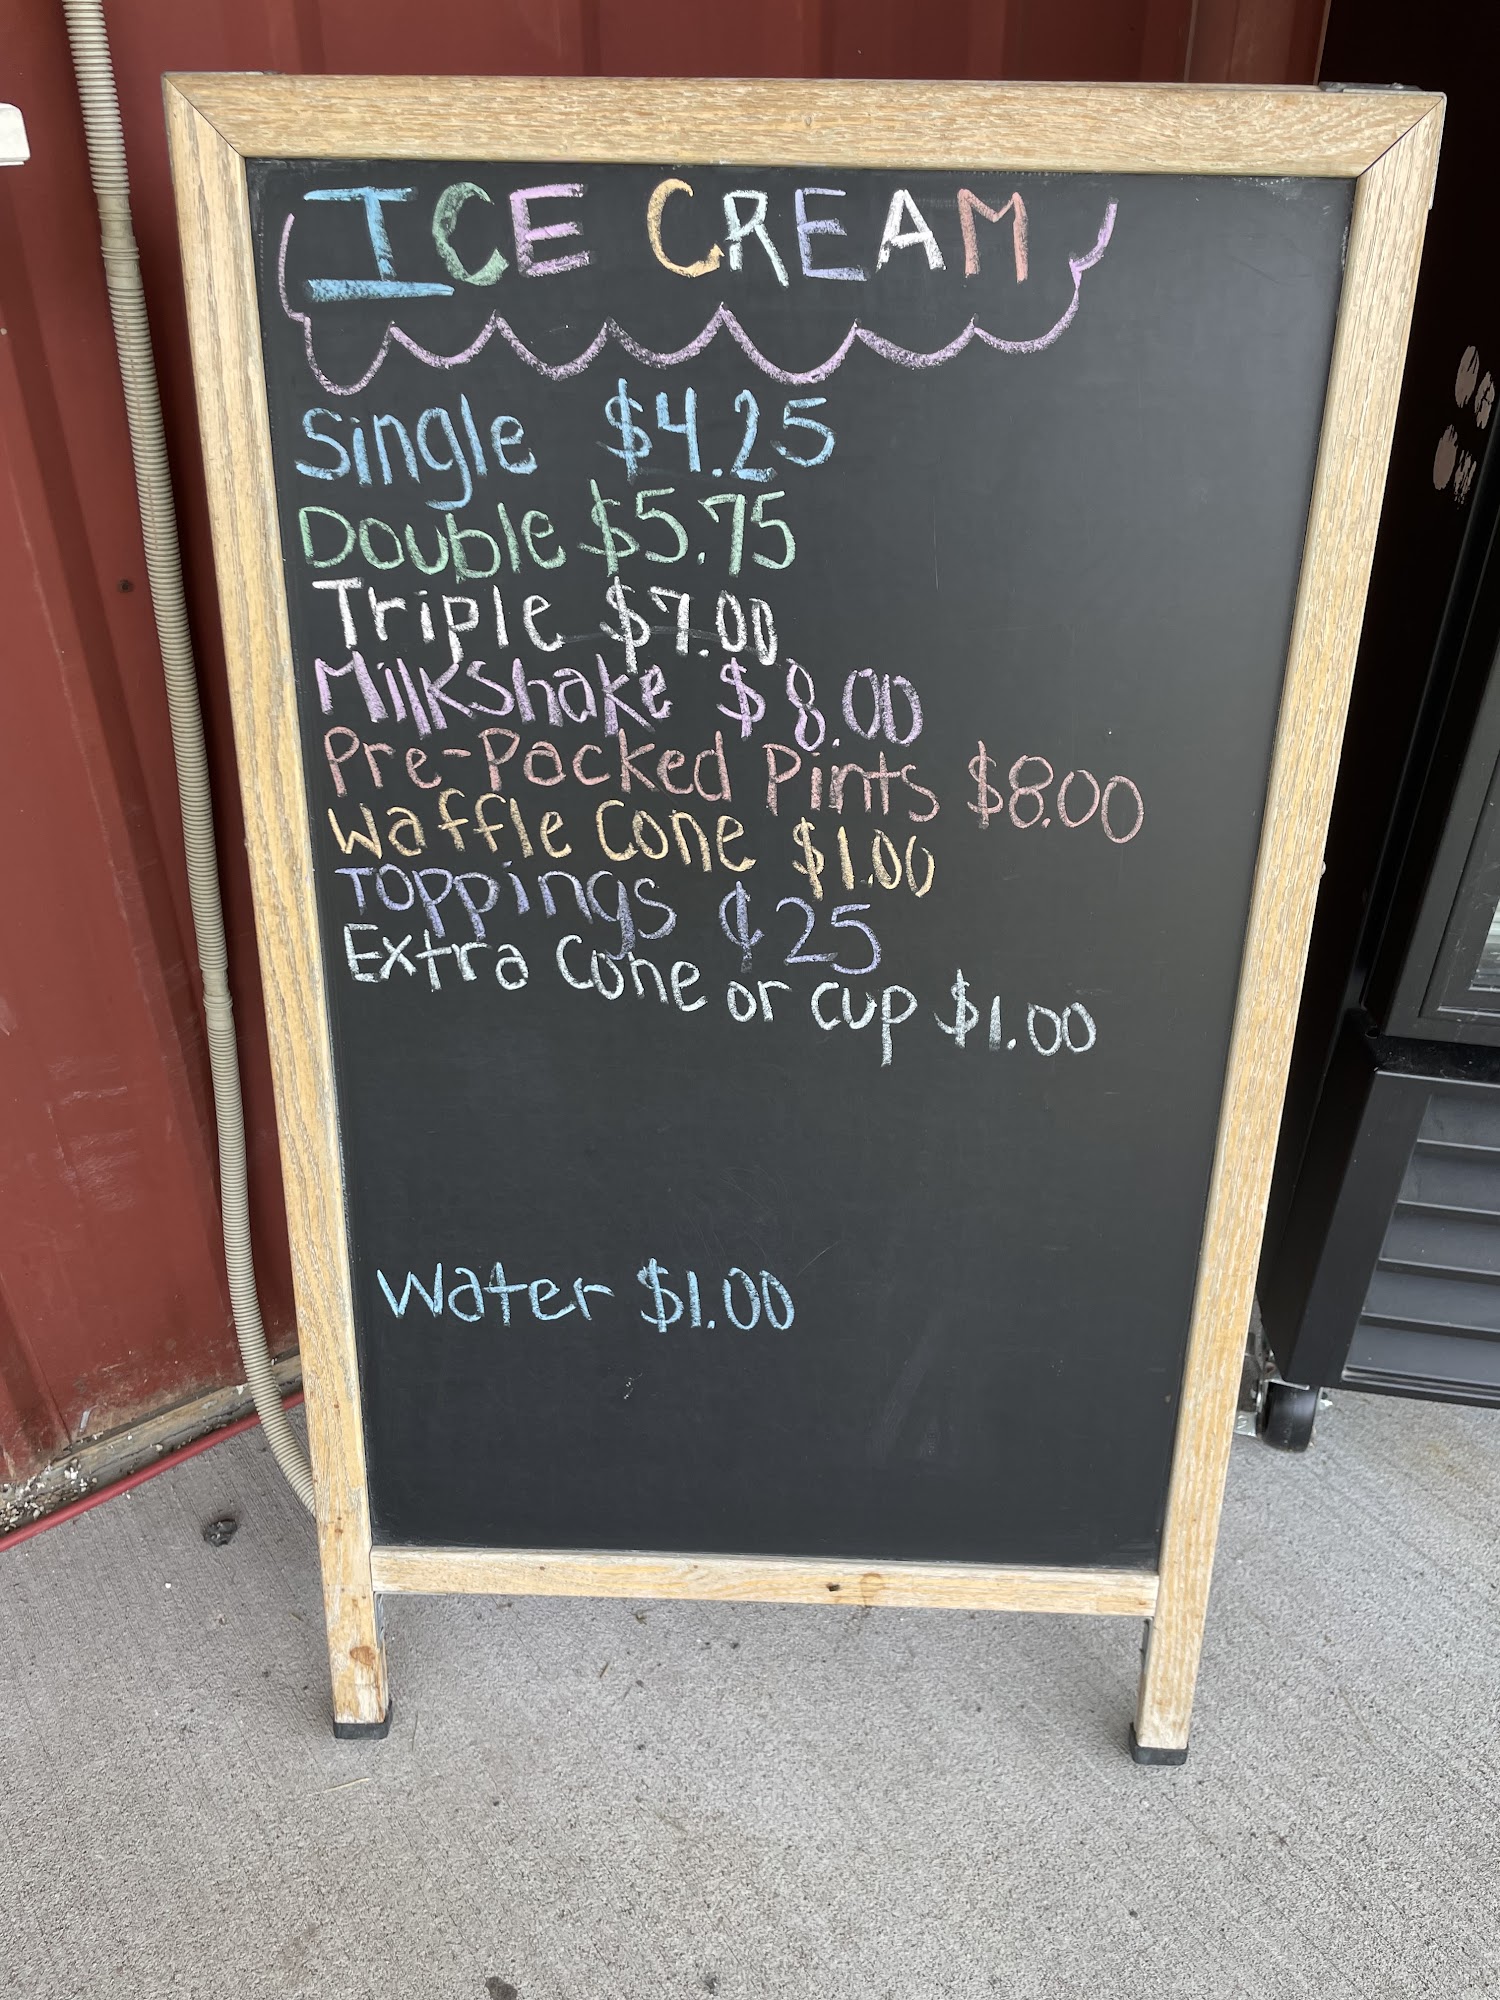 ICE CREAM
Single $4.25
Double $5.75
Triple $7.00
Milkshake $8.00
Pre-Packed Pints $8.00
Waffle Cone $1.00
Toppings ¢25
Extra Cone or cup $1.00
Water $1.00